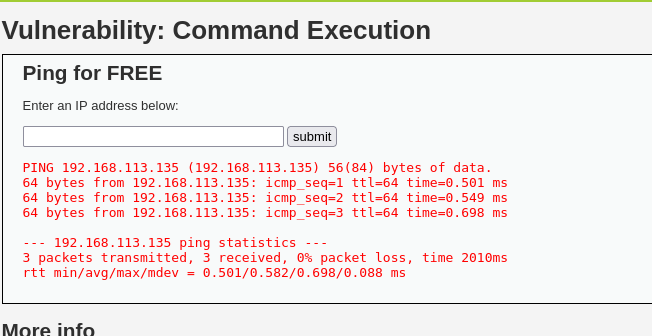 Vulnerability: Command Execution
Ping for FREE
Enter an IP address below:
submit
PING 192.168.113.135 (192.168.113.135) 56(84) bytes of data.
64 bytes from 192.168.113.135: icmp_seq=1 ttl=64 time=0.501 ms
64 bytes from 192.168.113.135: icmp_seq=2 ttl=64 time=0.549 ms
64 bytes from 192.168.113.135: icmp_seq=3 ttl=64 time=0.698 ms
--- 192.168.113.135 ping statistics ---
3 packets transmitted, 3 received, 0% packet loss, time 2010ms
rtt min/avg/max/mdev = 0.501/0.582/0.698/0.088 ms
More info